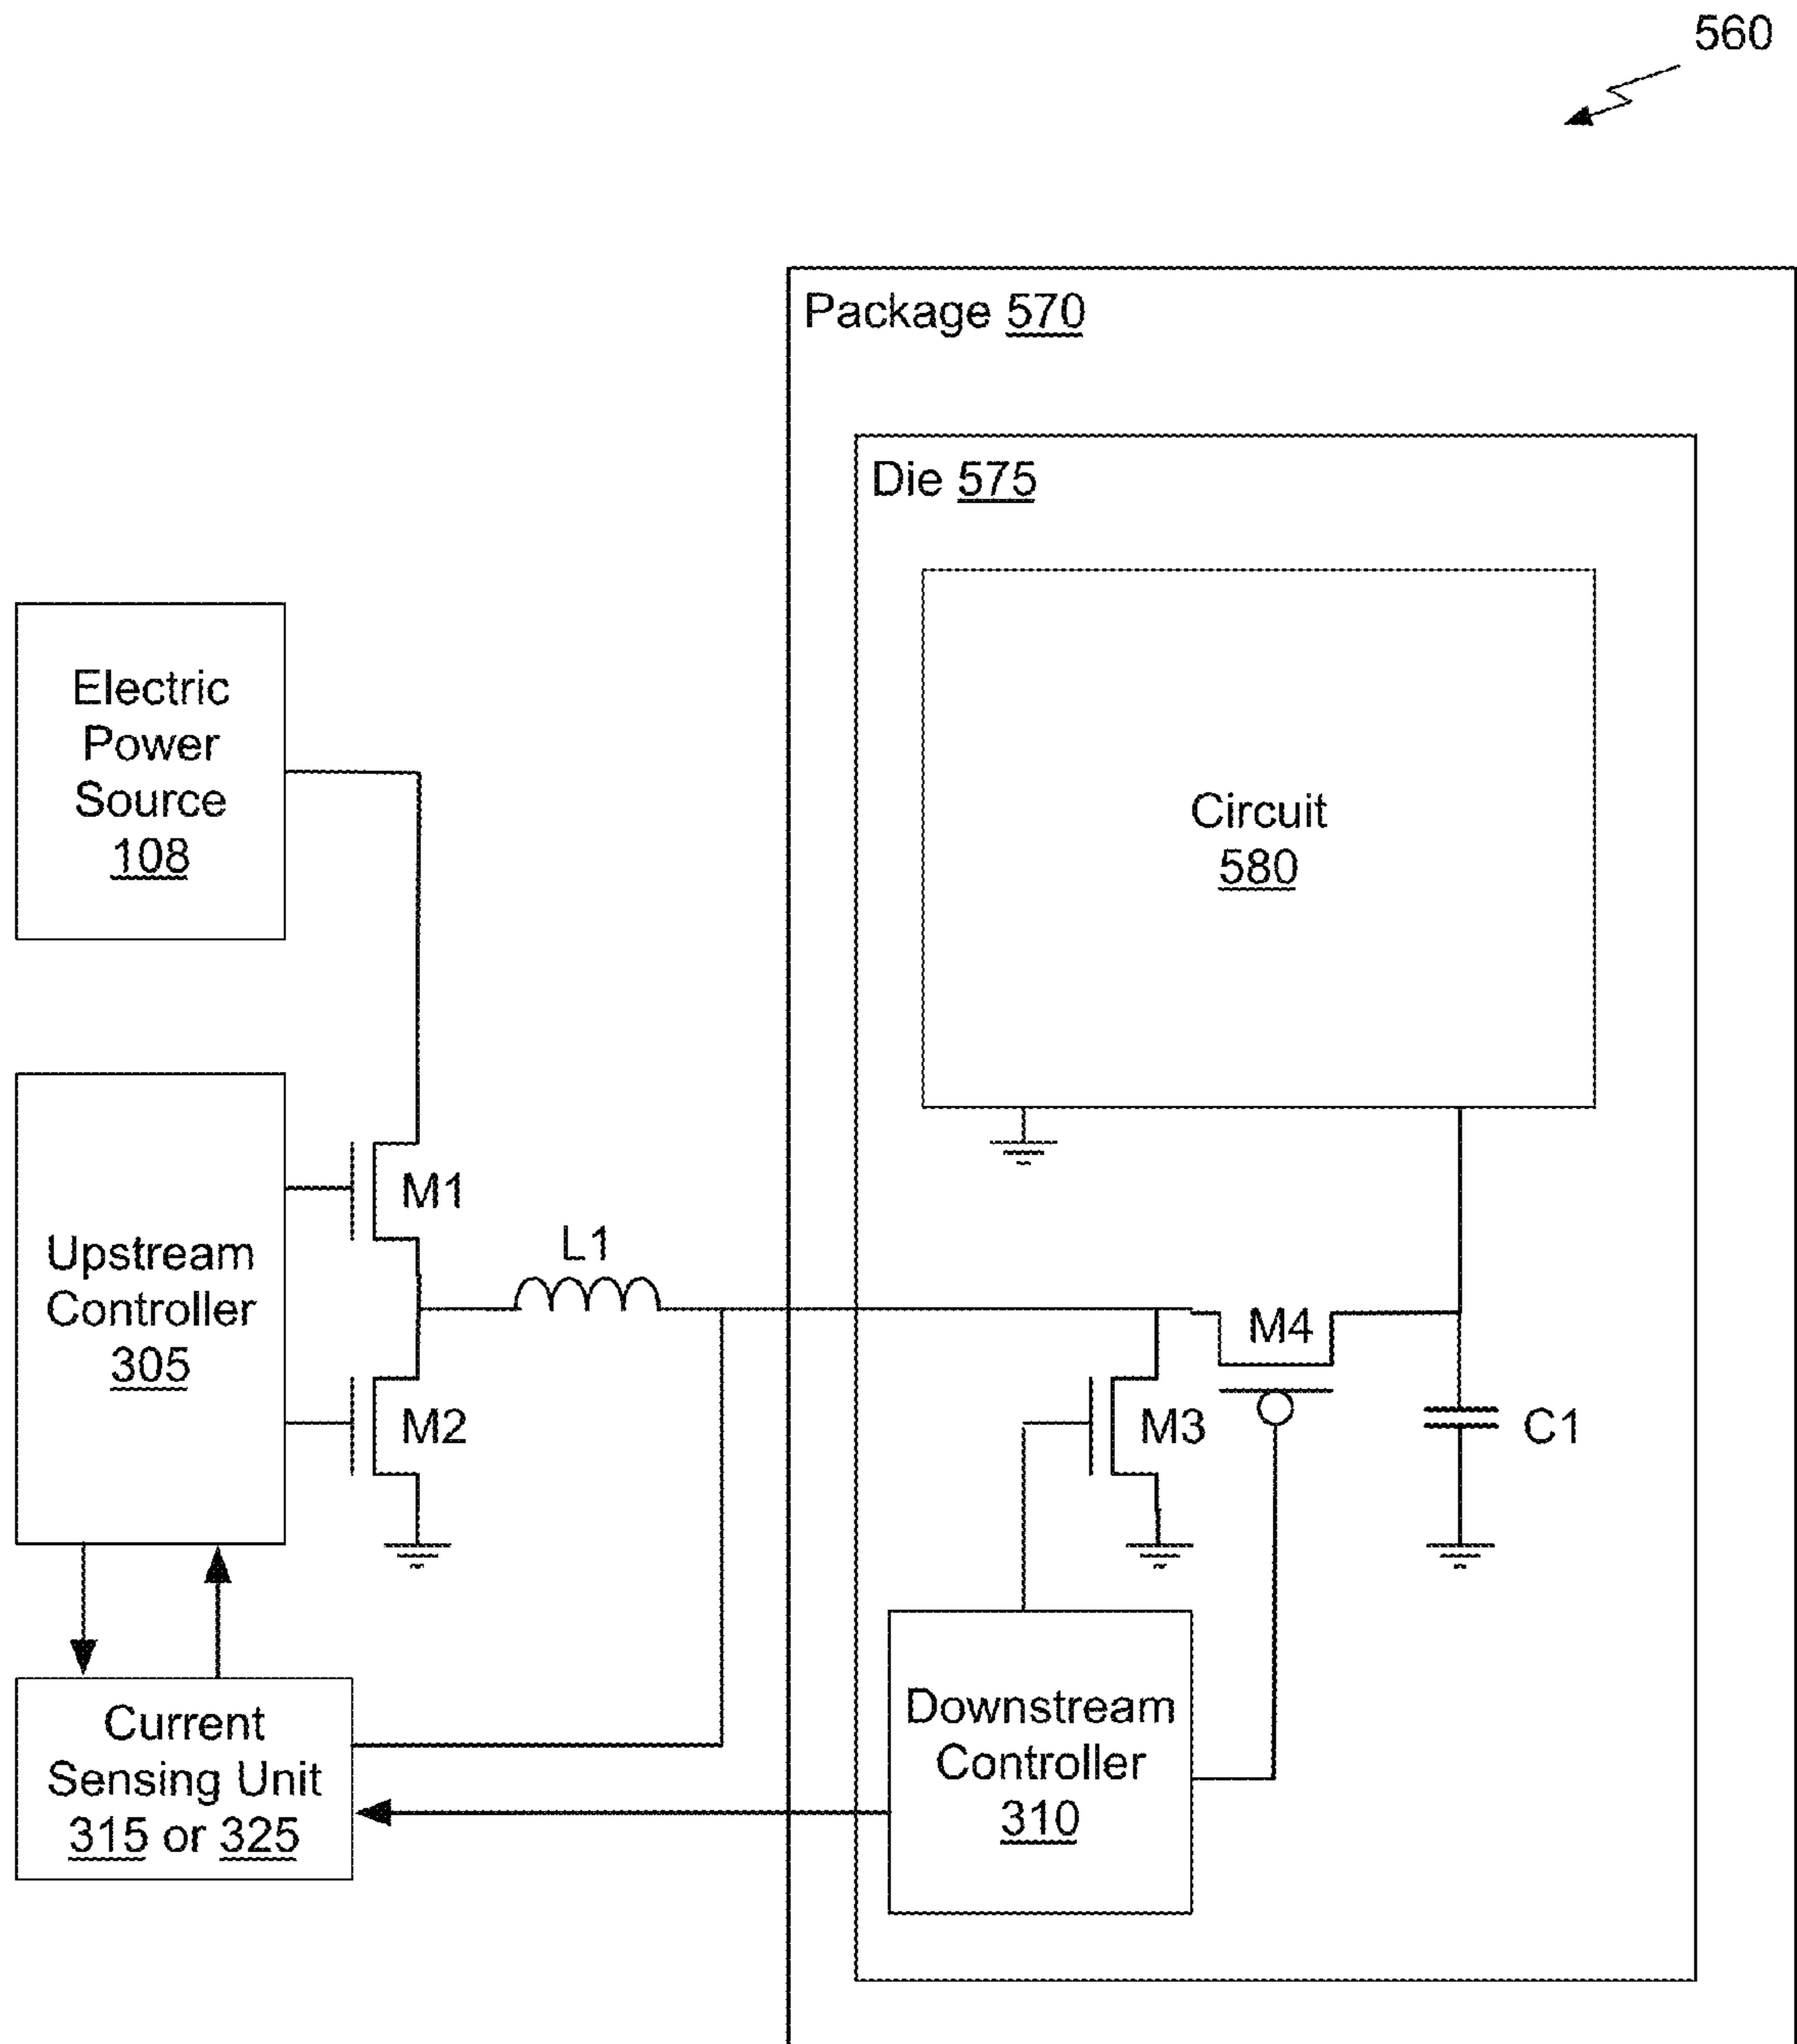 560
Package 570
Die 575
Electric
Power
Source
108
Circuit
580
Upstream
Controller
305
M1
M2
L1
M4
M3
C1
Current
Sensing Unit
315 or 325
Downstream
Controller
310